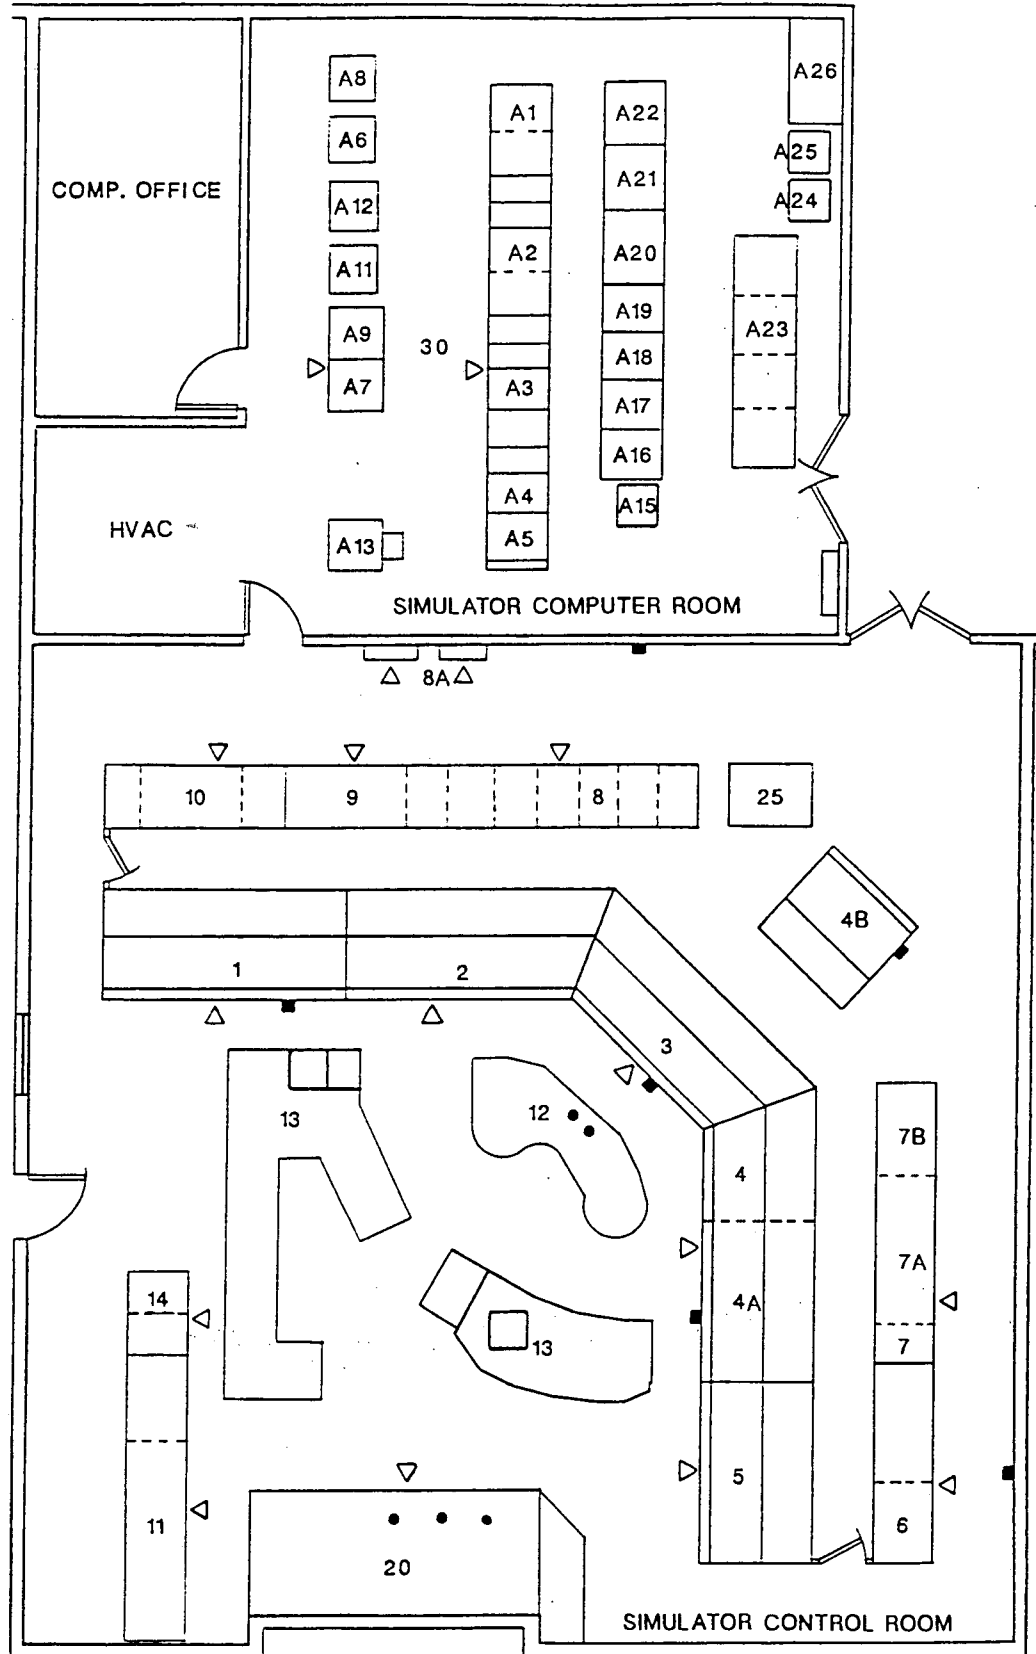 A8
A1
A22
A26
A6
A25
COMP. OFFICE
A12
A21
A24
A11
A2
A20
A9
30
A19
A23
A7
A3
A18
A17
A16
A4
A15
HVAC
A13
A5
SIMULATOR COMPUTER ROOM
8A
10
9
8
25
4B
1
2
3
13
12
7B
4
7A
14
4A
13
7
5
11
6
20
SIMULATOR CONTROL ROOM